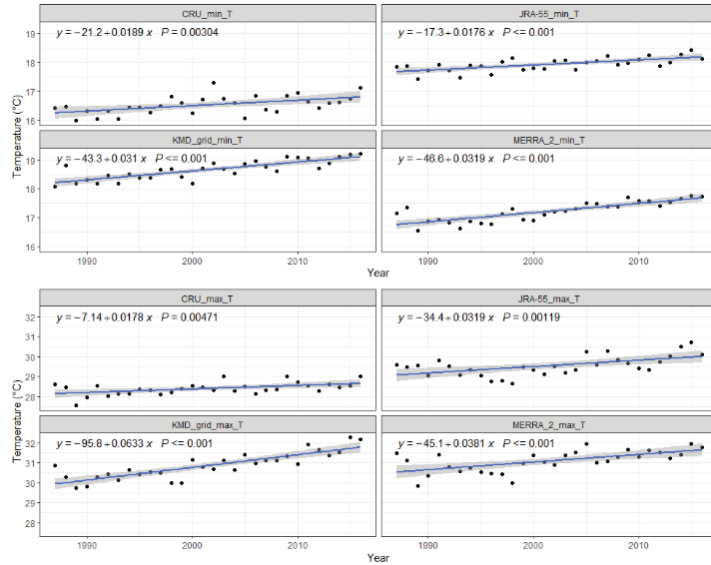 CRU_min_T
JRA-55_min_T
y = −21.2 + 0.0189 x P = 0.00304
y = −17.3 + 0.0176 x P <= 0.001
19
18
17
16
KMD_grid_min_T
MERRA_2_min_T
y = −43.3 + 0.031 x P <= 0.001
y = −46.6 + 0.0319 x P <= 0.001
19
18
17
16
Temperature (°C)
1990
2000
2010
1990
2000
2010
Year
CRU_max_T
JRA-55_max_T
y = −7.14 + 0.0178 x P = 0.00471
y = −34.4 + 0.0319 x P = 0.00119
32
31
30
29
28
KMD_grid_max_T
MERRA_2_max_T
y = −95.8 + 0.0633 x P <= 0.001
y = −45.1 + 0.0381 x P <= 0.001
32
31
30
29
28
Temperature (°C)
1990
2000
2010
1990
2000
2010
Year